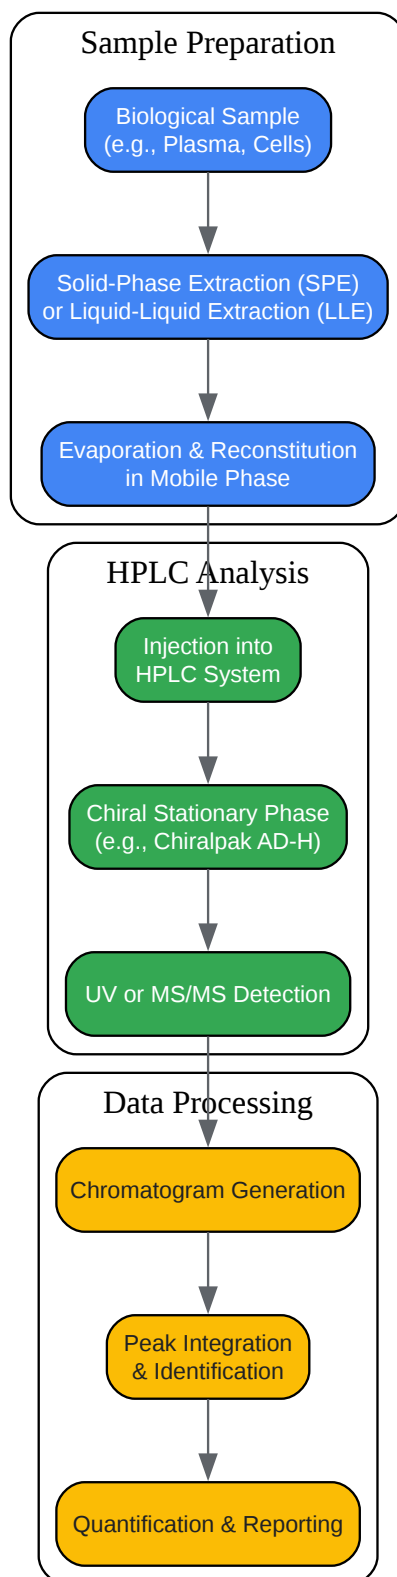 Sample Preparation
Biological Sample
(e.g., Plasma, Cells)
Solid-Phase Extraction (SPE)
or Liquid-Liquid Extraction (LLE)
Evaporation & Reconstitution
in Mobile Phase
HPLC Analysis
Injection into
HPLC System
Chiral Stationary Phase
(e.g., Chiralpak AD-H)
UV or MS/MS Detection
Data Processing
Chromatogram Generation
Peak Integration
& Identification
Quantification & Reporting